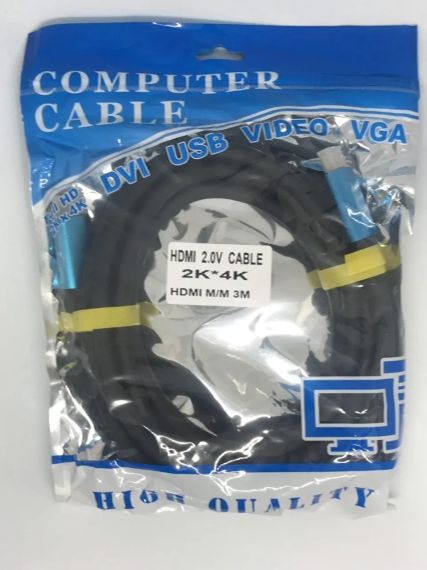 COMPUTER
CABLE
DVI USB VIDEO VGA
HDMI 2.0V CABLE
2K*4K
HDMI M/M 3M
HIGH QUALITY